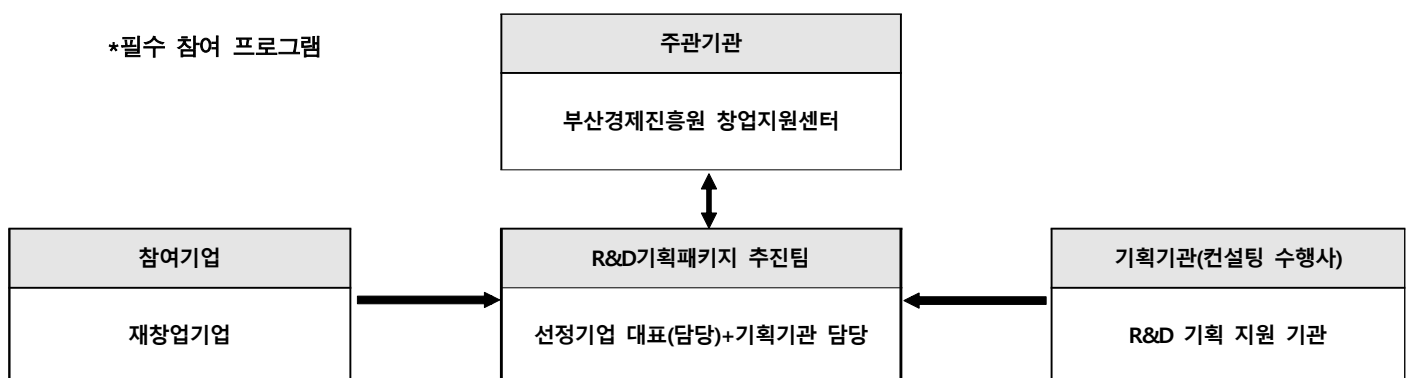 *필수 참여 프로그램
주관기관
부산경제진흥원 창업지원센터
참여기업
재창업기업
R&D기획패키지 추진팀
선정기업 대표(담당)+기획기관 담당
기획기관(컨설팅 수행사)
R&D 기획 지원 기관